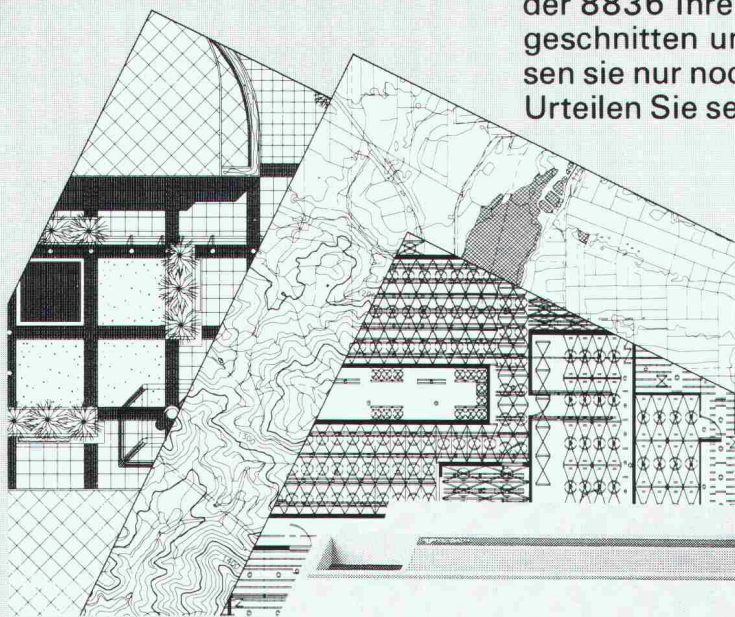 der 8836 Ihre
geschnitten un
sen sie nur noc
Urteilen Sie se